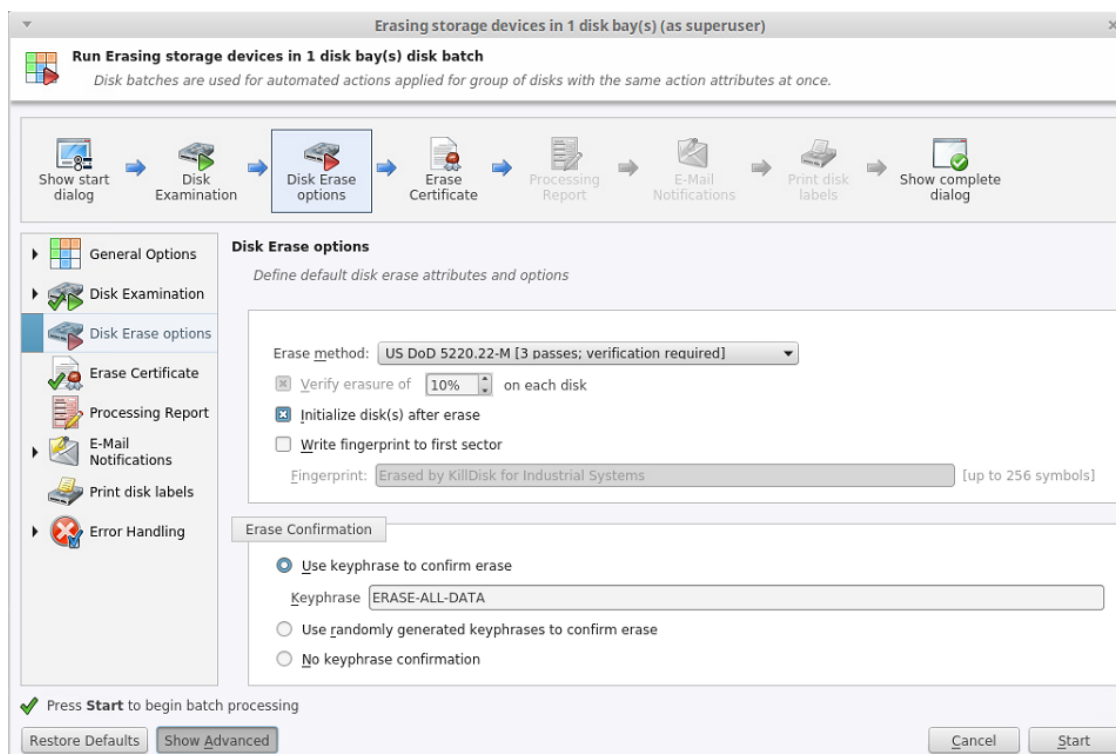 Erasing storage devices in 1 disk bay(s) (as superuser)
Run Erasing storage devices in 1 disk bay(s) disk batch
Disk batches are used for automated actions applied for group of disks with the same action attributes at once.
Show start
dialog
Disk
Examination
Disk Erase
options
Erase
Certificate
Processing
Report
E-Mail
Notifications
Print disk
labels
Show complete
dialog
General Options
Disk Examination
Disk Erase options
Erase Certificate
Processing Report
E-Mail
Notifications
Print disk labels
Error Handling
Disk Erase options
Define default disk erase attributes and options
Erase method: US DoD 5220.22-M [3 passes; verification required]
Verify erasure of 10% on each disk
Initialize disk(s) after erase
Write fingerprint to first sector
Fingerprint: Erased by KillDisk for Industrial Systems [up to 256 symbols]
Erase Confirmation
Use keyphrase to confirm erase
Keyphrase ERASE-ALL-DATA
Use randomly generated keyphrases to confirm erase
No keyphrase confirmation
Press Start to begin batch processing
Restore Defaults Show Advanced Cancel Start